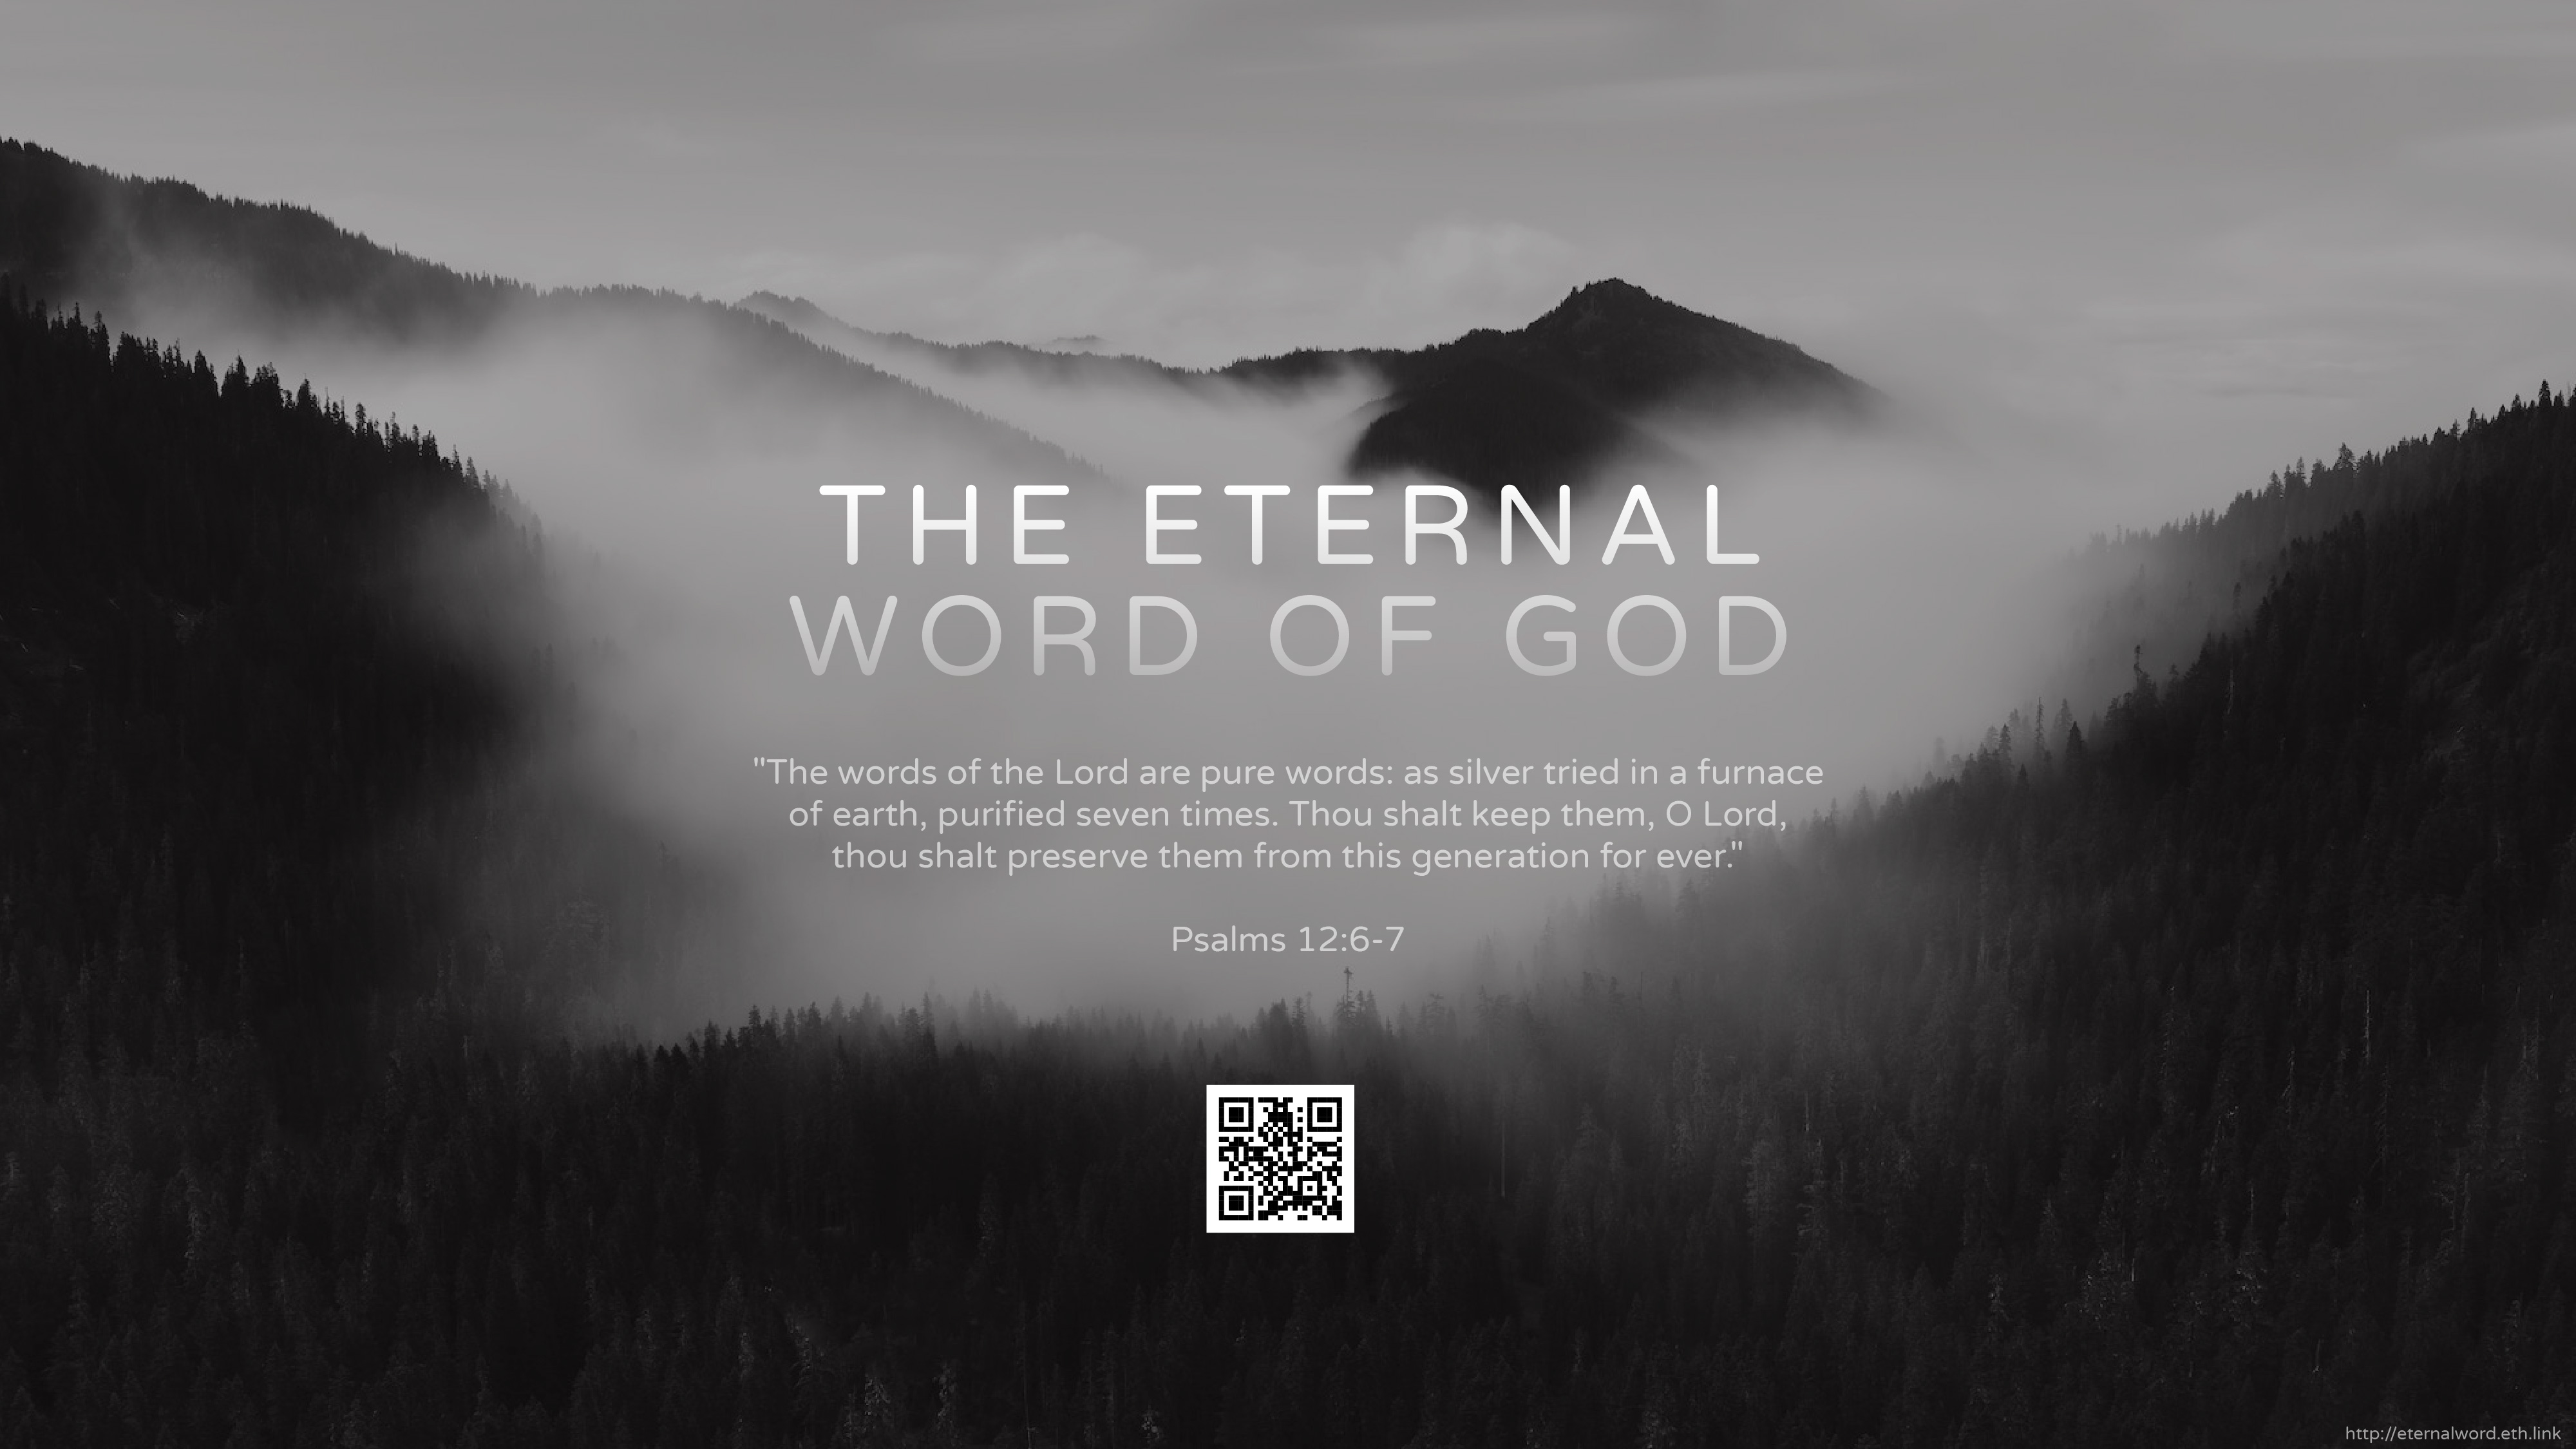 THE ETERNAL
WORD OF GOD
"The words of the Lord are pure words: as silver tried in a furnace
of earth, purified seven times. Thou shalt keep them, O Lord,
thou shalt preserve them from this generation for ever."
Psalms 12:6-7
http://eternalword.eth.link